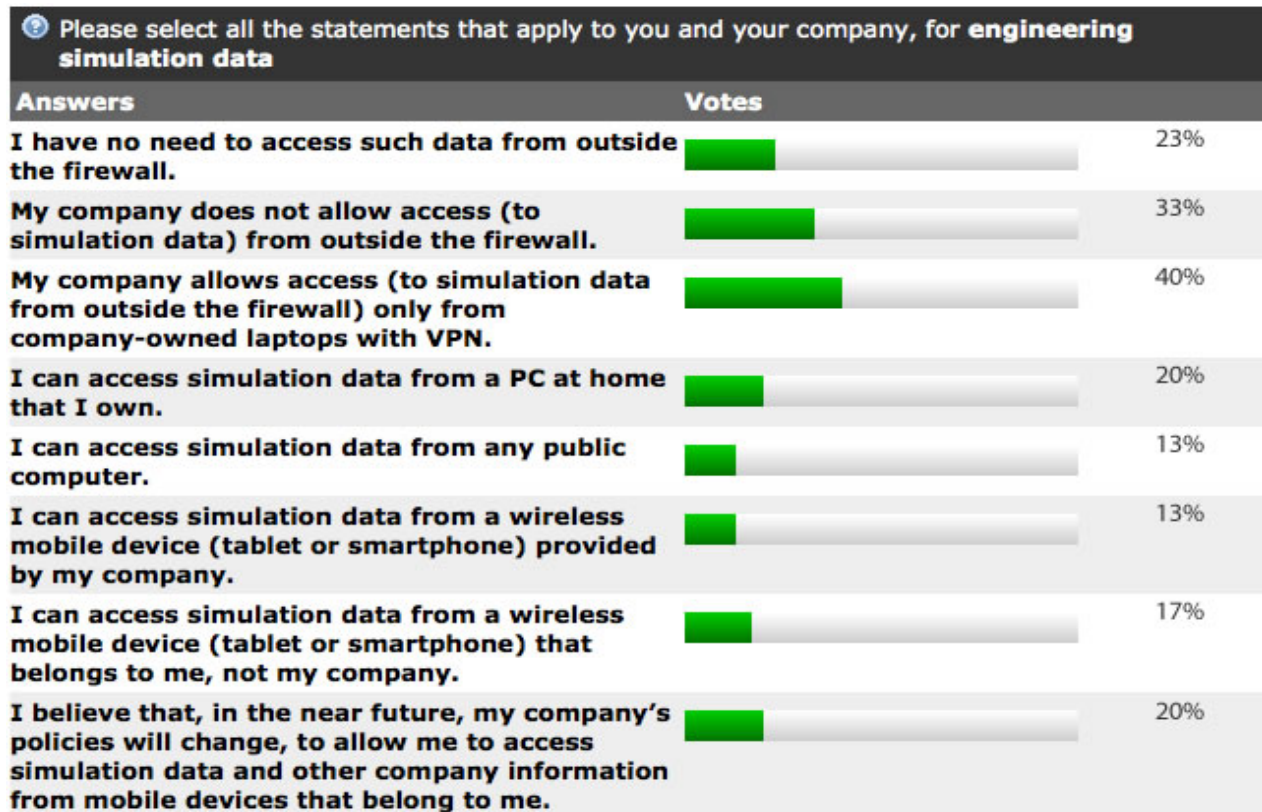 Please select all the statements that apply to you and your company, for engineering
simulation data
Answers Votes
I have no need to access such data from outside 23%
the firewall.
My company does not allow access (to 33%
simulation data) from outside the firewall.
My company allows access (to simulation data 40%
from outside the firewall) only from
company-owned laptops with VPN.
I can access simulation data from a PC at home 20%
that I own.
I can access simulation data from any public 13%
computer.
I can access simulation data from a wireless 13%
mobile device (tablet or smartphone) provided
by my company.
I can access simulation data from a wireless 17%
mobile device (tablet or smartphone) that
belongs to me, not my company.
I believe that, in the near future, my company’s 20%
policies will change, to allow me to access
simulation data and other company information
from mobile devices that belong to me.